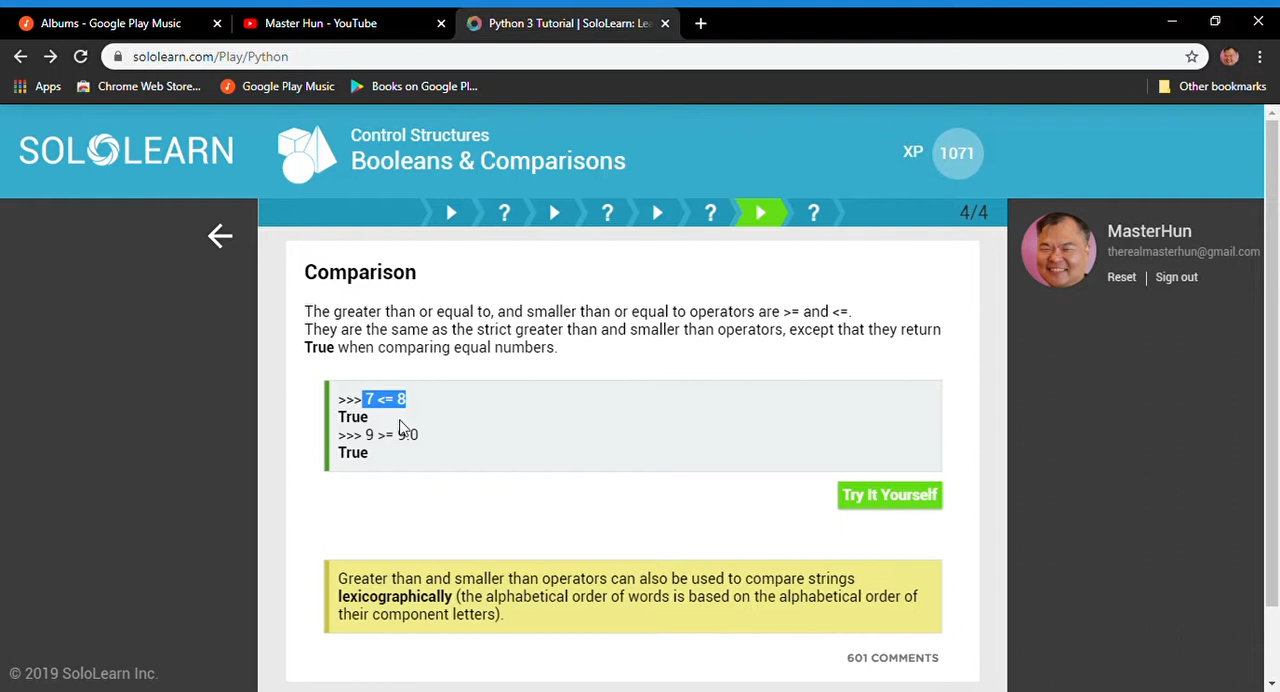 Albums - Google Play Music
Master Hun - YouTube
Python 3 Tutorial | SoloLearn: Le
sololearn.com/Play/Python
Apps
Chrome Web Store...
Google Play Music
Books on Google Pl...
Other bookmarks
SOLOLEARN
Control Structures
Booleans & Comparisons
XP 1071
? ? ? ? 4/4
MasterHun
therealmasterhun@gmail.com
Reset | Sign out
Comparison
The greater than or equal to, and smaller than or equal to operators are >= and <=.
They are the same as the strict greater than and smaller than operators, except that they return
True when comparing equal numbers.
>>> 7 <= 8
True
>>> 9 >= 9.0
True
Try It Yourself
Greater than and smaller than operators can also be used to compare strings
lexicographically (the alphabetical order of words is based on the alphabetical order of
their component letters).
601 COMMENTS
© 2019 SoloLearn Inc.